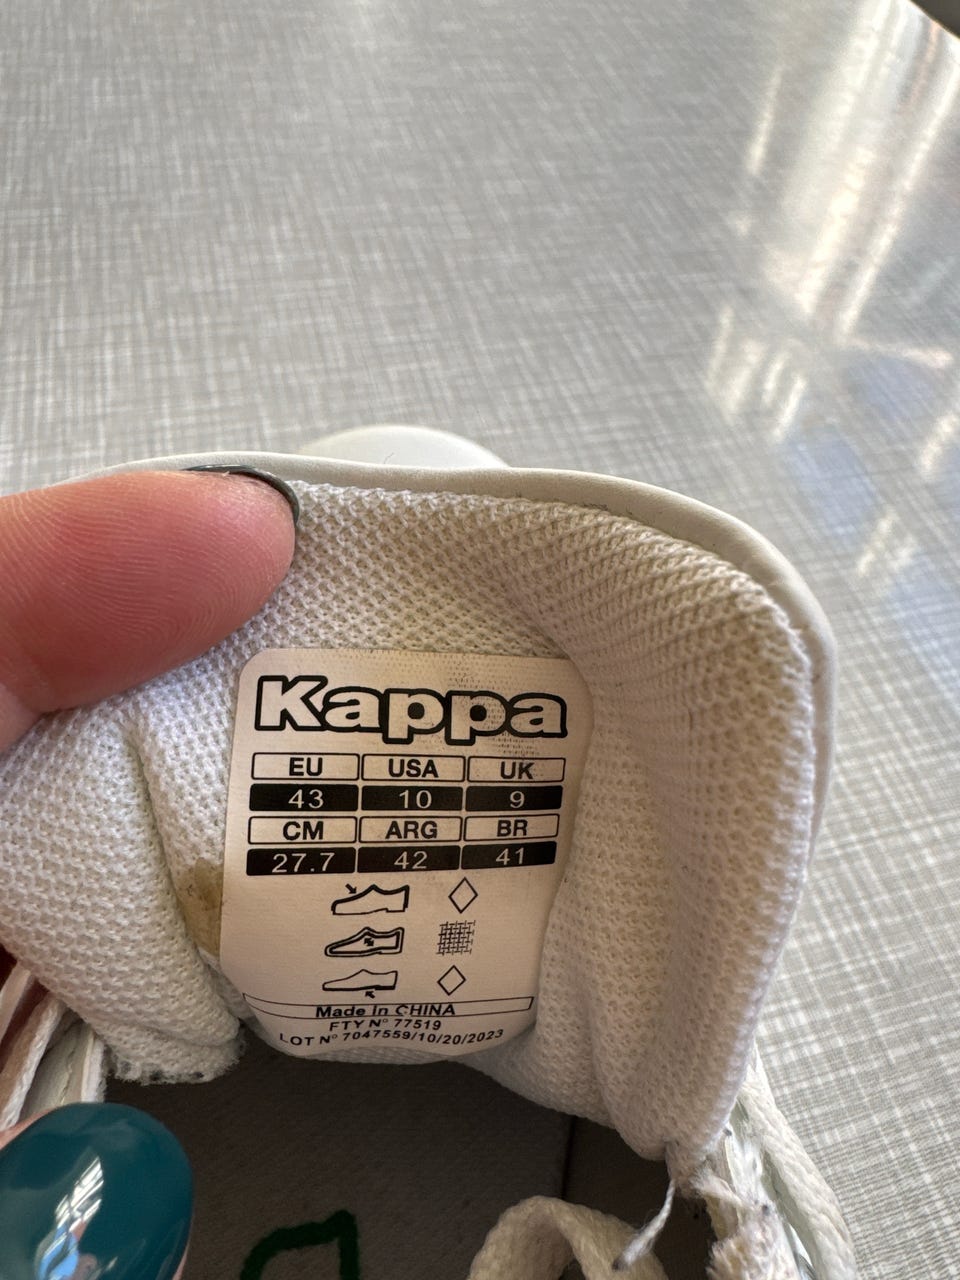 Kappa
EU USA UK
43 10 9
CM ARG BR
27.7 42 41
Made in CHINA
FTY N° 77519
LOT N° 7047559/10/20/2023